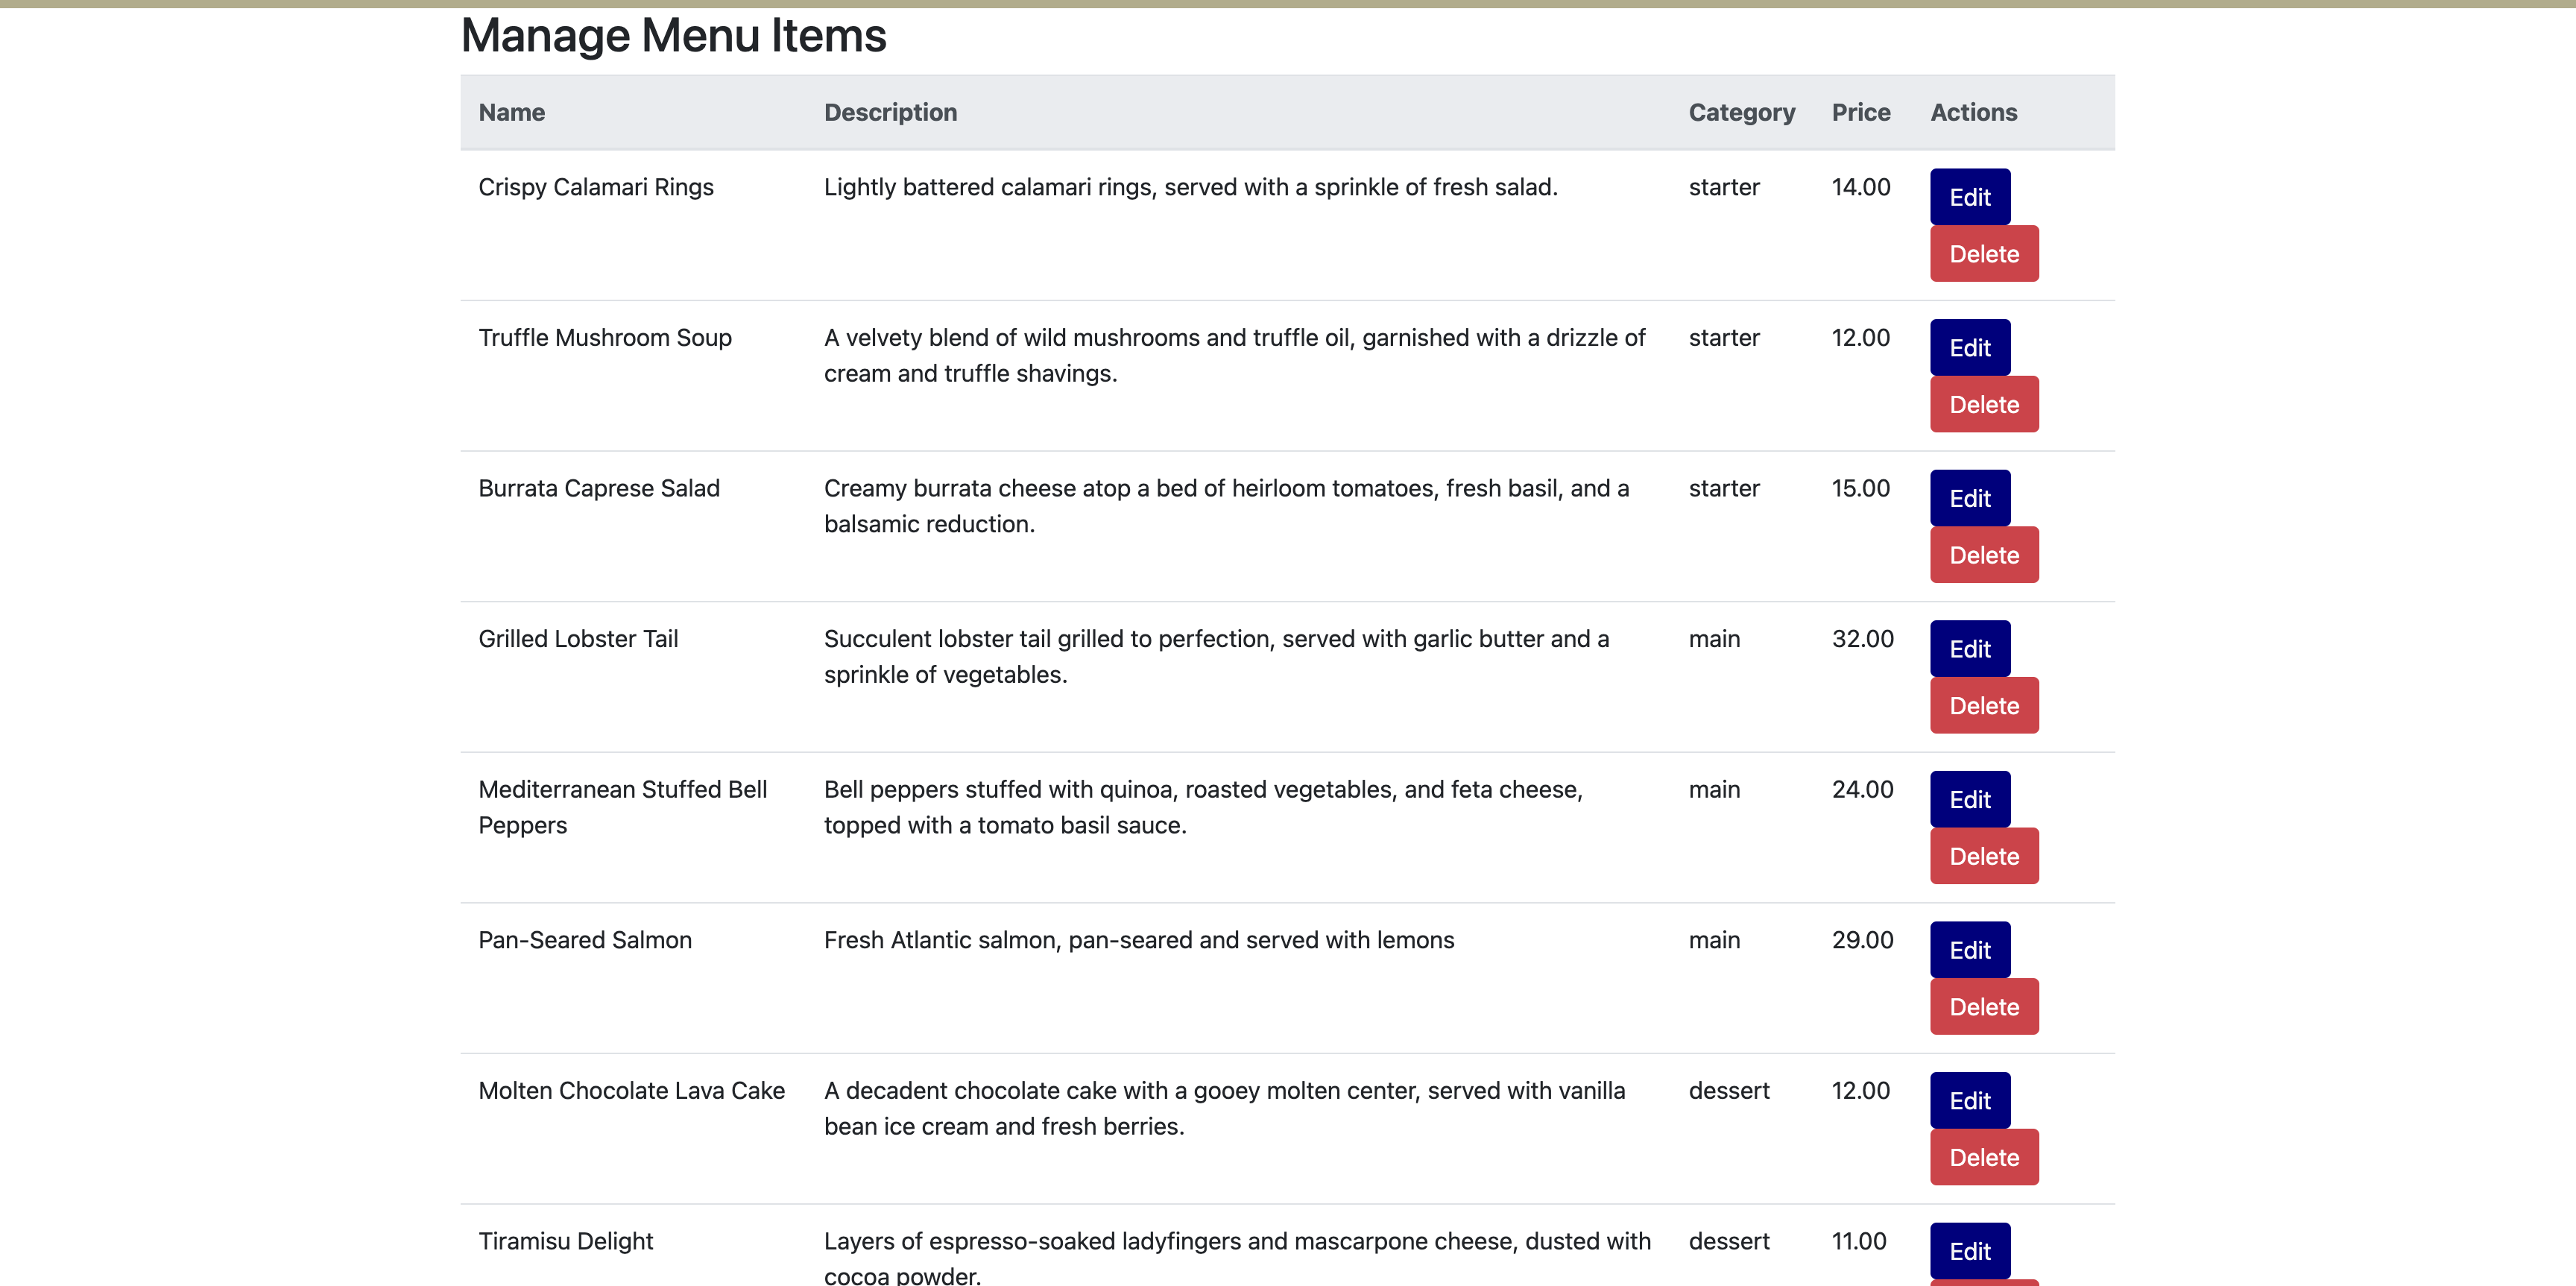 Manage Menu Items
Name Description Category Price Actions
Crispy Calamari Rings Lightly battered calamari rings, served with a sprinkle of fresh salad. starter 14.00 Edit
Delete
Truffle Mushroom Soup A velvety blend of wild mushrooms and truffle oil, garnished with a drizzle of starter 12.00 Edit
cream and truffle shavings.
Delete
Burrata Caprese Salad Creamy burrata cheese atop a bed of heirloom tomatoes, fresh basil, and a starter 15.00 Edit
balsamic reduction.
Delete
Grilled Lobster Tail Succulent lobster tail grilled to perfection, served with garlic butter and a main 32.00 Edit
sprinkle of vegetables.
Delete
Mediterranean Stuffed Bell Bell peppers stuffed with quinoa, roasted vegetables, and feta cheese, main 24.00 Edit
Peppers topped with a tomato basil sauce.
Delete
Pan-Seared Salmon Fresh Atlantic salmon, pan-seared and served with lemons main 29.00 Edit
Delete
Molten Chocolate Lava Cake A decadent chocolate cake with a gooey molten center, served with vanilla dessert 12.00 Edit
bean ice cream and fresh berries.
Delete
Tiramisu Delight Layers of espresso-soaked ladyfingers and mascarpone cheese, dusted with dessert 11.00 Edit
cocoa powder.